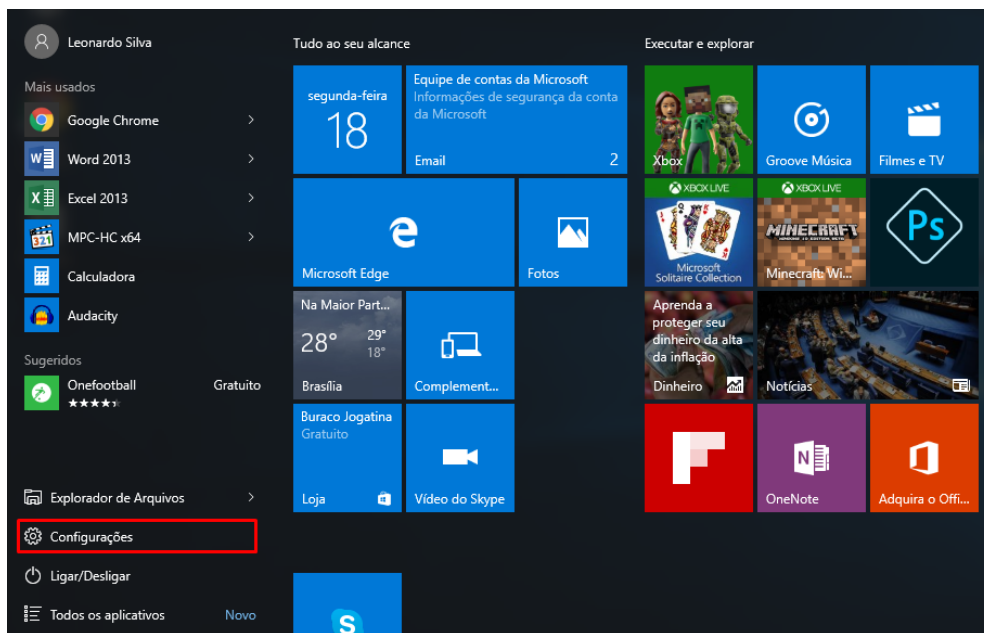 Leonardo Silva
Mais usados
Google Chrome
Word 2013
Excel 2013
MPC-HC x64
Calculadora
Audacity
Sugeridos
Onefootball Gratuito
Explorador de Arquivos
Configurações
Ligar/Desligar
Todos os aplicativos Novo
Tudo ao seu alcance
segunda-feira
18
Equipe de contas da Microsoft
Informações de segurança da conta
da Microsoft
Email 2
Microsoft Edge
Fotos
Na Maior Part...
28° 29°
18°
Brasília
Complement...
Buraco Jogatina
Gratuito
Loja
Vídeo do Skype
Executar e explorar
Xbox
Groove Música
Filmes e TV
XBOX LIVE
Microsoft
Solitaire Collection
XBOX LIVE
MINECRAFT
WINDOWS 10 EDITION BETA
Minecraft: Wi...
Ps
Aprenda a
proteger seu
dinheiro da alta
da inflação
Dinheiro
Notícias
OneNote
Adquira o Offi...